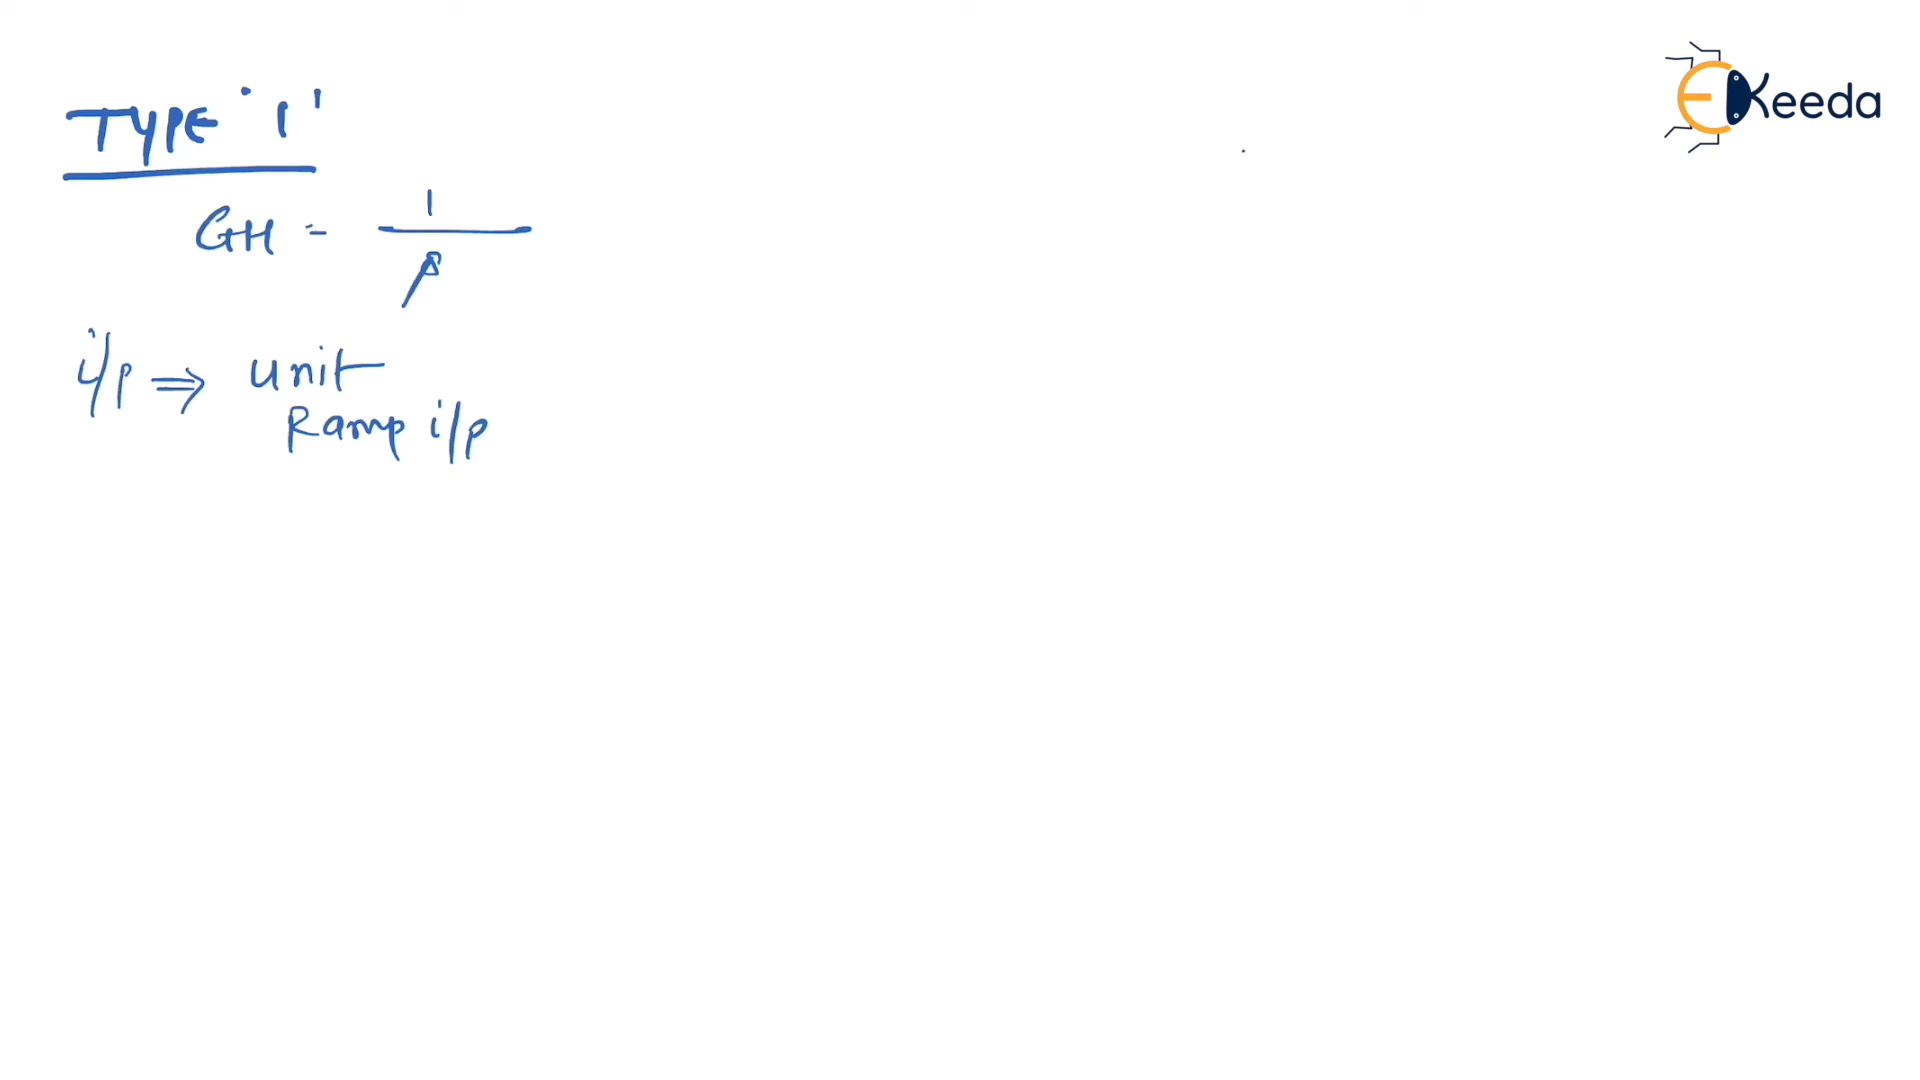 TYPE '1'
GH = 1
s
i/p ⇒ unit
Ramp i/p
EKeeda